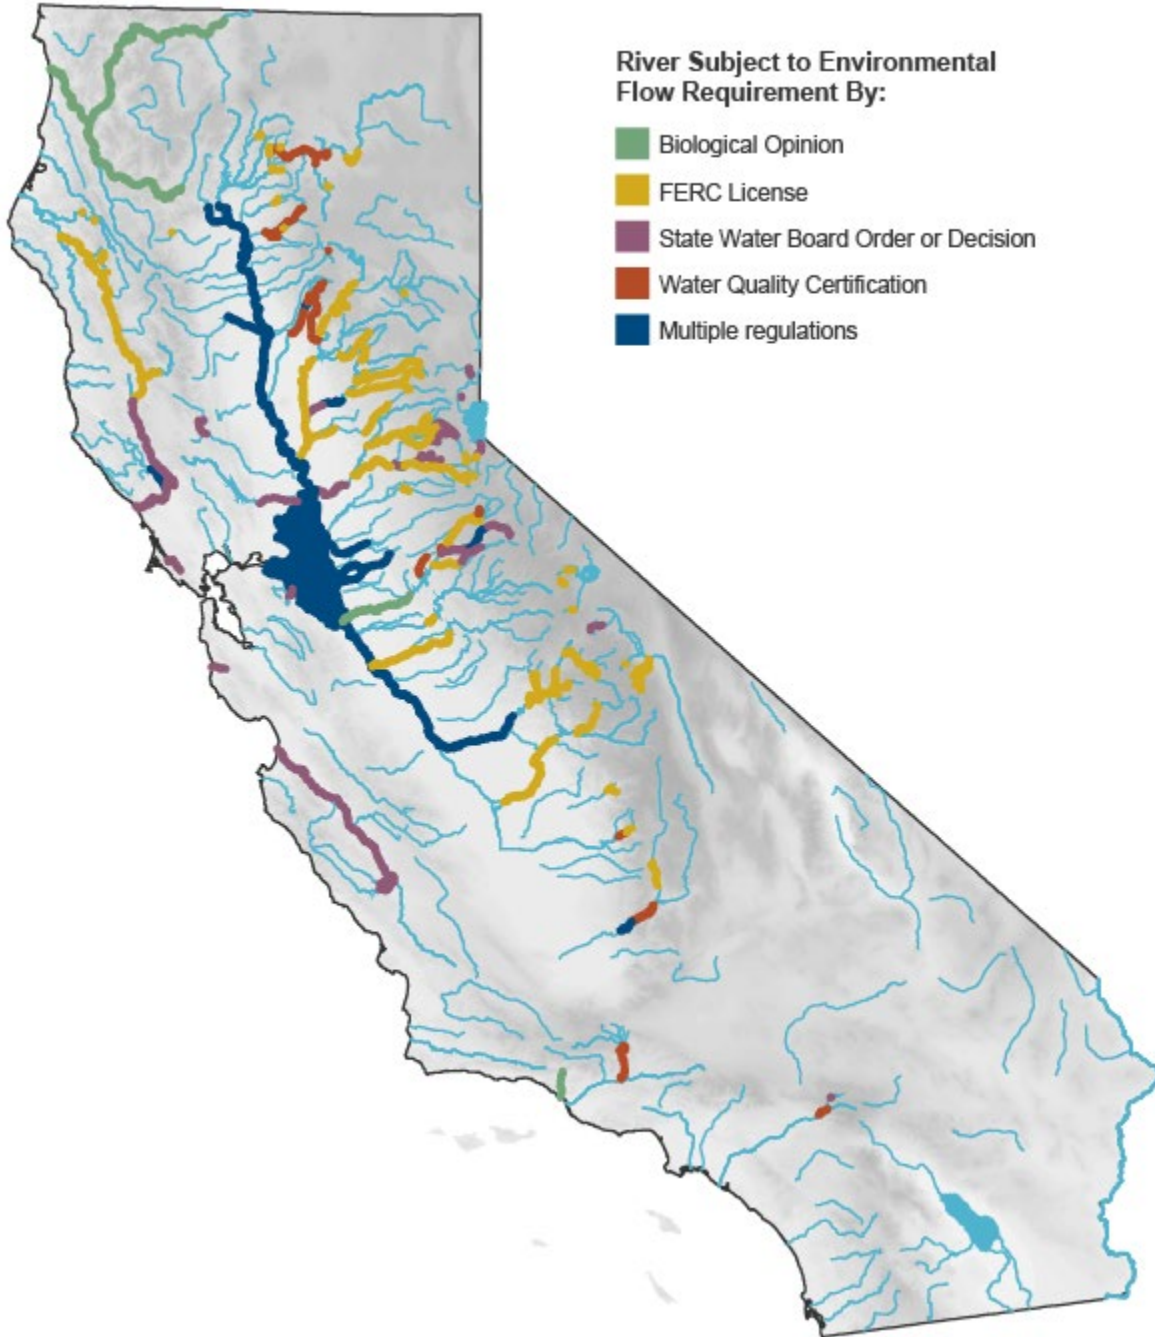 River Subject to Environmental
Flow Requirement By:
Biological Opinion
FERC License
State Water Board Order or Decision
Water Quality Certification
Multiple regulations